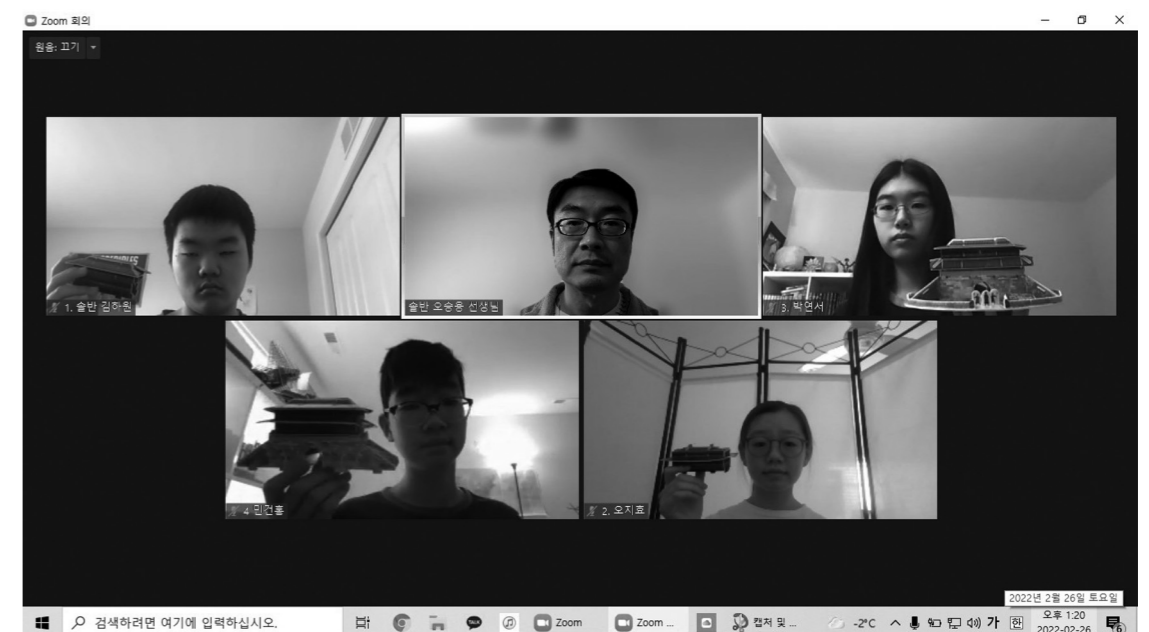 Zoom 회의
원음: 끄기
1. 솔반 김하원
솔반 오승용 선생님
3. 박연서
4 민건홍
2. 오지효
2022년 2월 26일 토요일
검색하려면 여기에 입력하십시오.
Zoom
Zoom ...
캡처 및 ...
-2°C
가
한
오후 1:20
2022-02-26
6